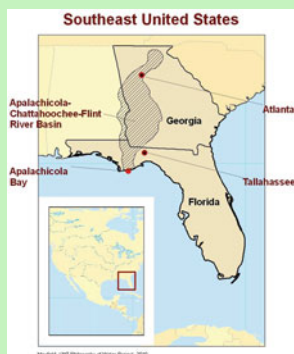 Southeast United States
Apalachicola-
Chattahoochee-Flint
River Basin
Atlanta
Georgia
Apalachicola
Bay
Tallahassee
Florida